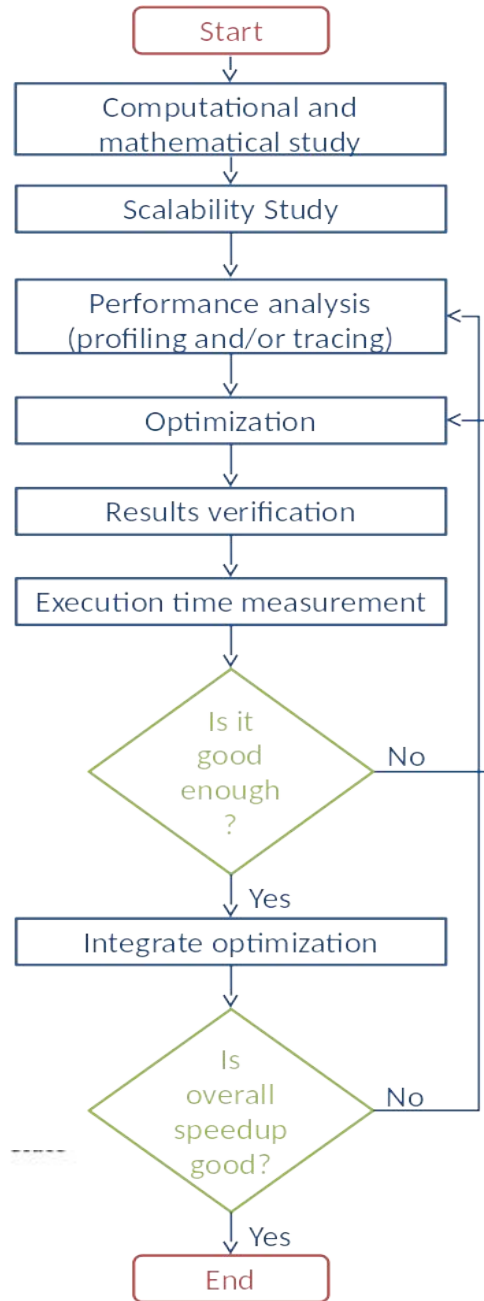 Start
Computational and
mathematical study
Scalability Study
Performance analysis
(profiling and/or tracing)
Optimization
Results verification
Execution time measurement
Is it
good
enough
?
No
Yes
Integrate optimization
Is
overall
speedup
good?
No
Yes
End